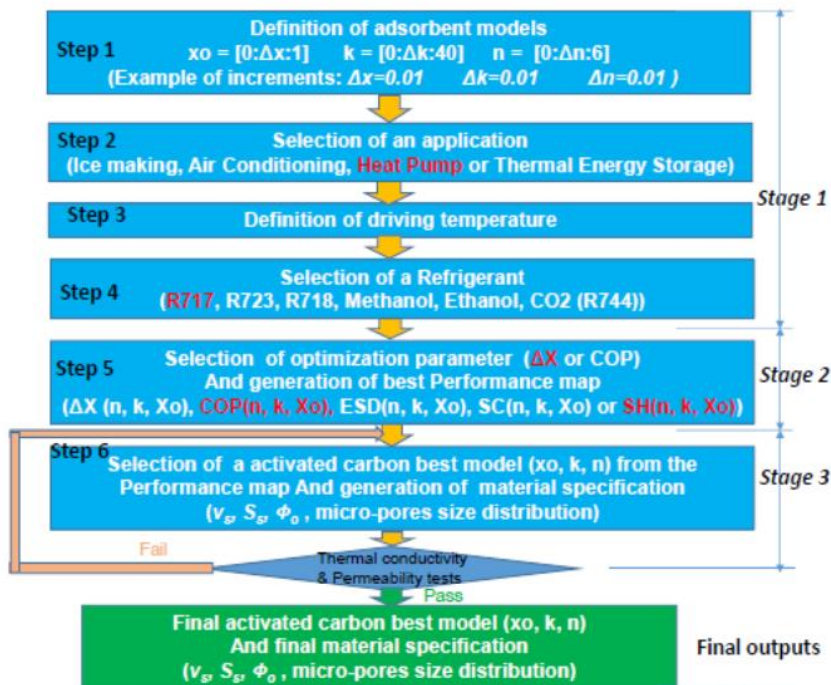 Step 1
Definition of adsorbent models
xo = [0:Δx:1] k = [0:Δk:40] n = [0:Δn:6]
(Example of increments: Δx=0.01 Δk=0.01 Δn=0.01 )
Step 2
Selection of an application
(Ice making, Air Conditioning, Heat Pump or Thermal Energy Storage)
Step 3
Definition of driving temperature
Stage 1
Step 4
Selection of a Refrigerant
(R717, R723, R718, Methanol, Ethanol, CO2 (R744))
Step 5
Selection of optimization parameter (ΔX or COP)
And generation of best Performance map
(ΔX (n, k, Xo), COP(n, k, Xo), ESD(n, k, Xo), SC(n, k, Xo) or SH(n, k, Xo))
Stage 2
Step 6
Selection of a activated carbon best model (xo, k, n) from the
Performance map And generation of material specification
(vₛ, Sₛ, Φₒ , micro-pores size distribution)
Stage 3
Fail
Thermal conductivity
& Permeability tests
Pass
Final activated carbon best model (xo, k, n)
And final material specification
(vₛ, Sₛ, Φₒ , micro-pores size distribution)
Final outputs